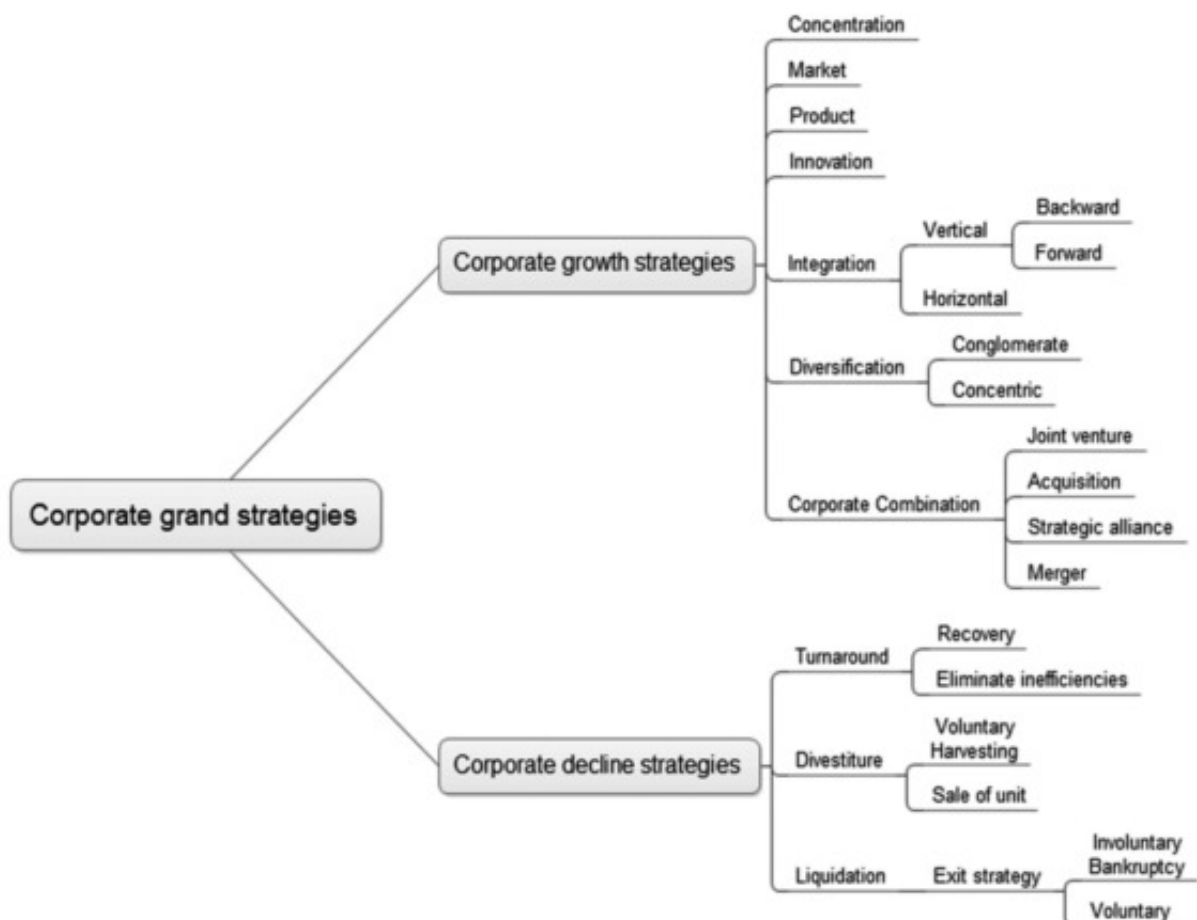 Corporate grand strategies
Corporate growth strategies
Concentration
Market
Product
Innovation
Integration
Vertical
Backward
Forward
Horizontal
Diversification
Conglomerate
Concentric
Corporate Combination
Joint venture
Acquisition
Strategic alliance
Merger
Corporate decline strategies
Turnaround
Recovery
Eliminate inefficiencies
Divestiture
Voluntary
Harvesting
Sale of unit
Liquidation
Exit strategy
Involuntary
Bankruptcy
Voluntary